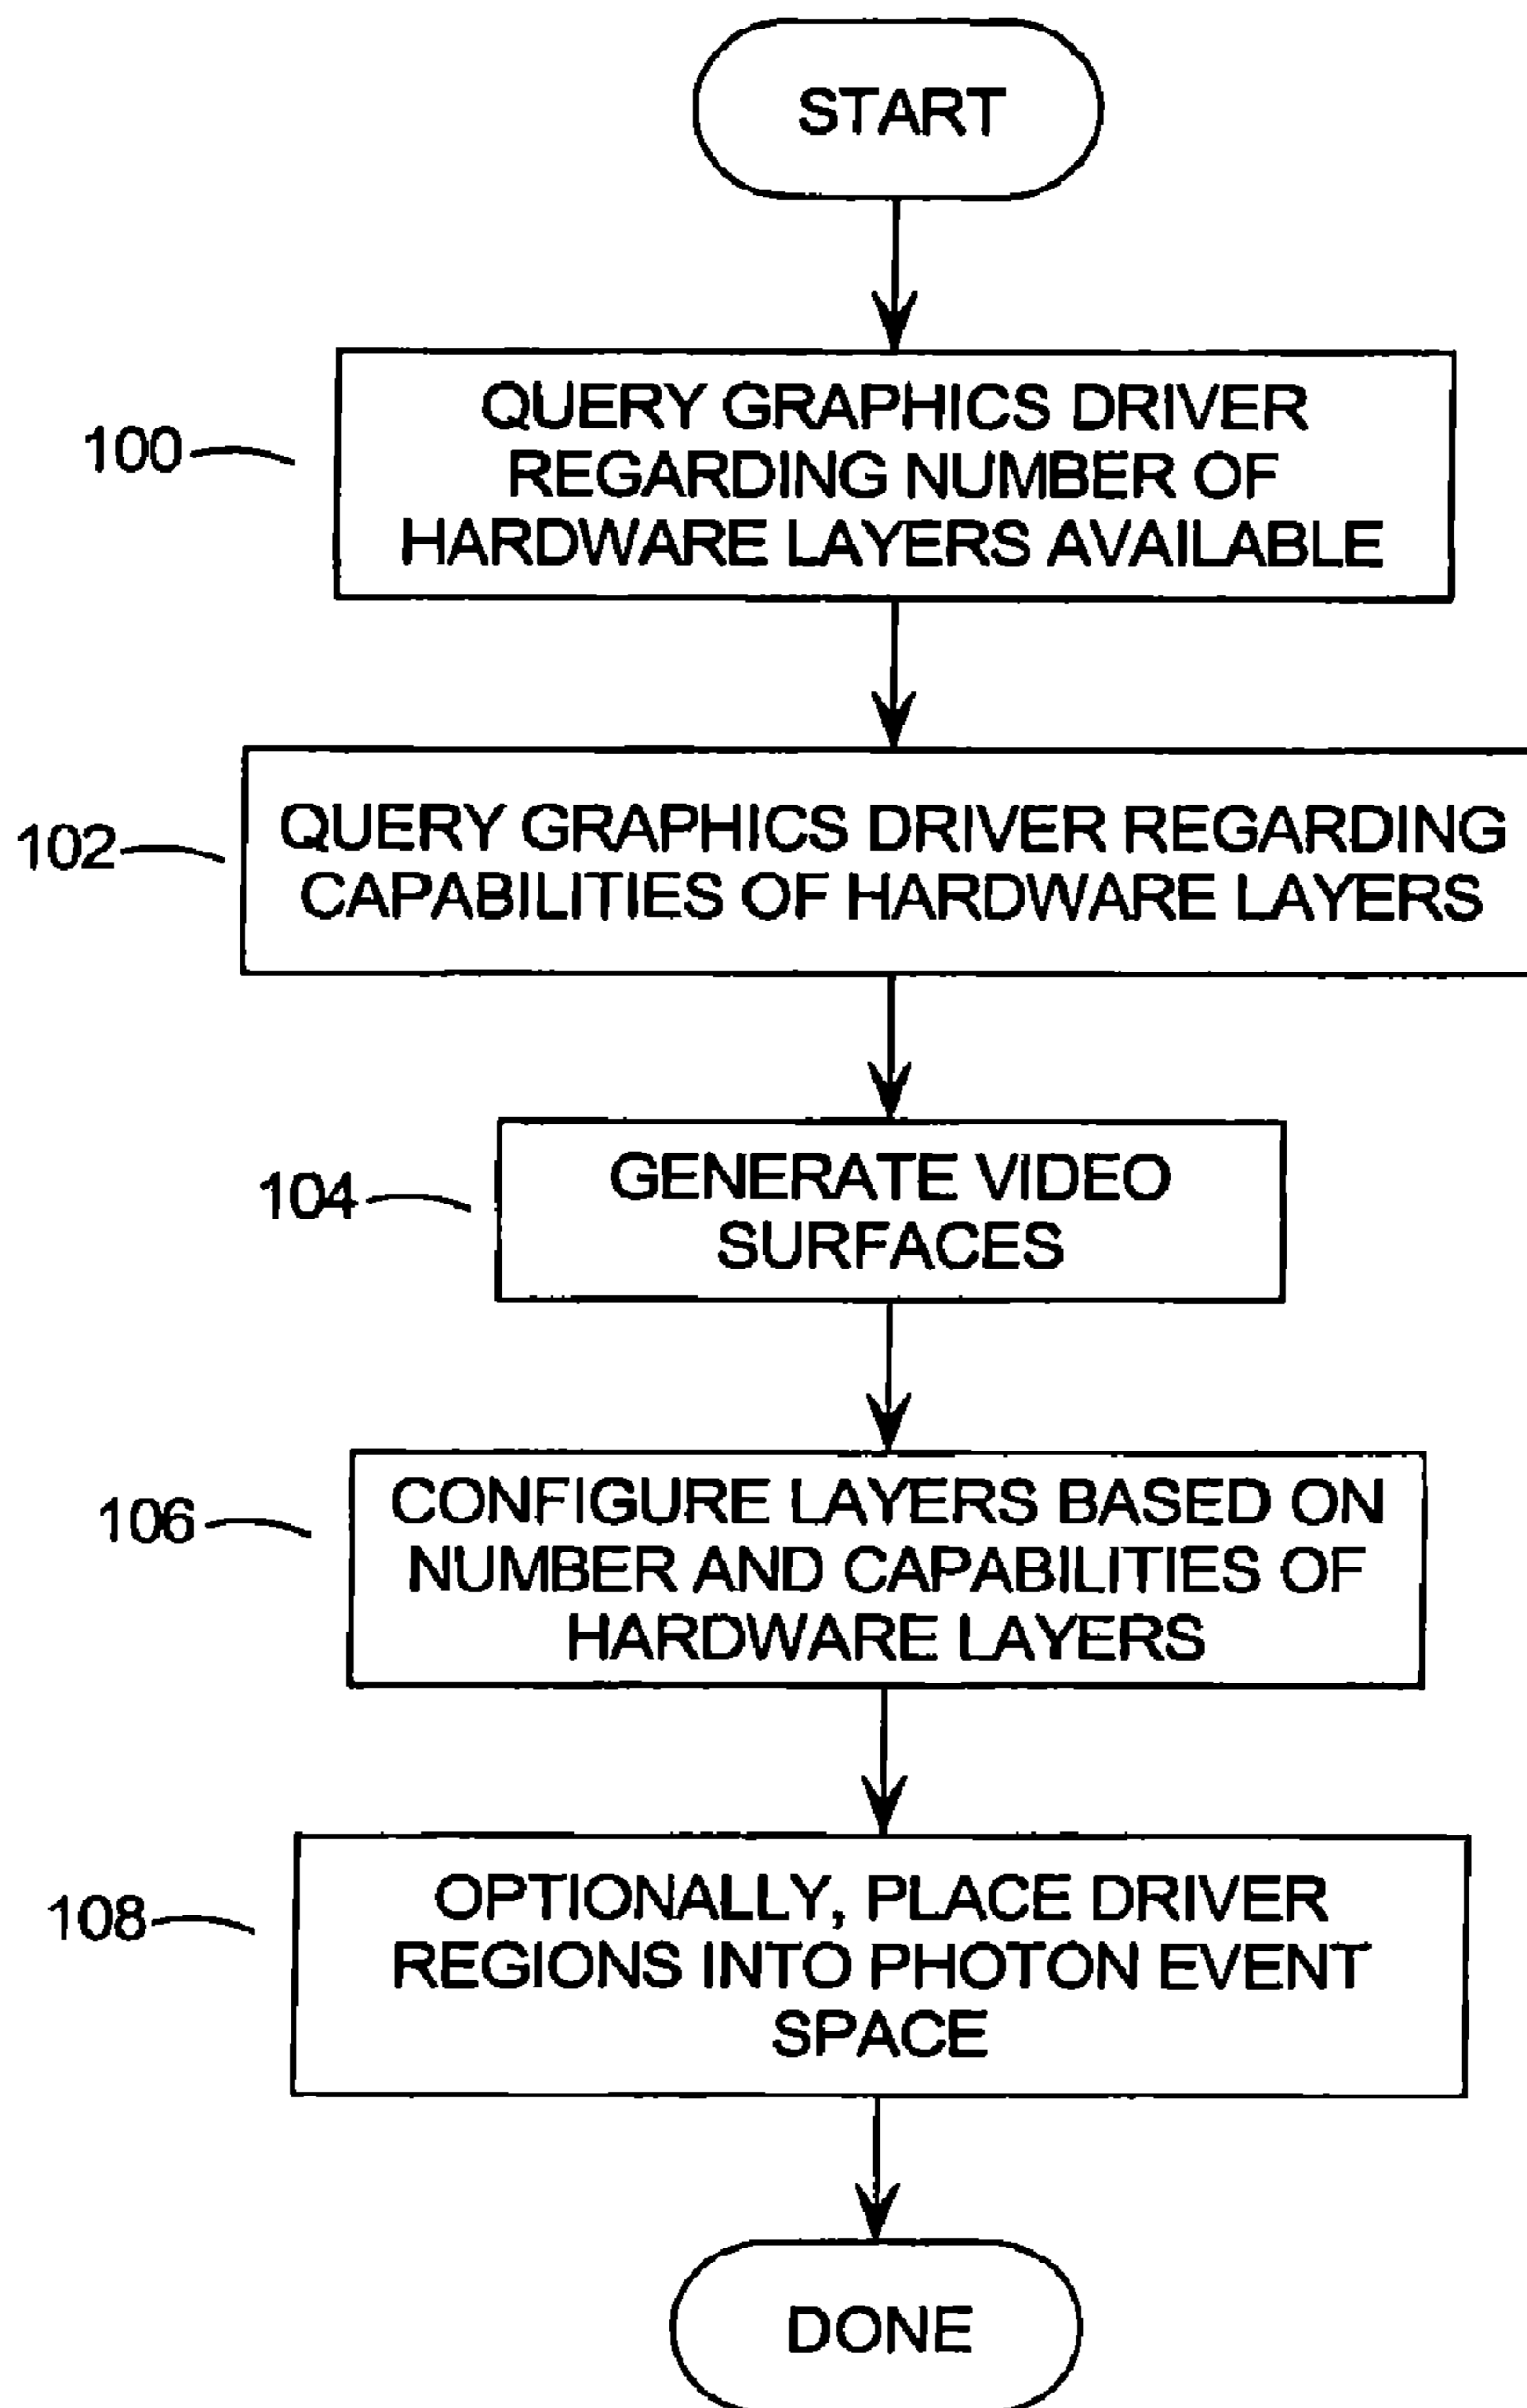 START
100
QUERY GRAPHICS DRIVER
REGARDING NUMBER OF
HARDWARE LAYERS AVAILABLE
102
QUERY GRAPHICS DRIVER REGARDING
CAPABILITIES OF HARDWARE LAYERS
104
GENERATE VIDEO
SURFACES
106
CONFIGURE LAYERS BASED ON
NUMBER AND CAPABILITIES OF
HARDWARE LAYERS
108
OPTIONALLY, PLACE DRIVER
REGIONS INTO PHOTON EVENT
SPACE
DONE